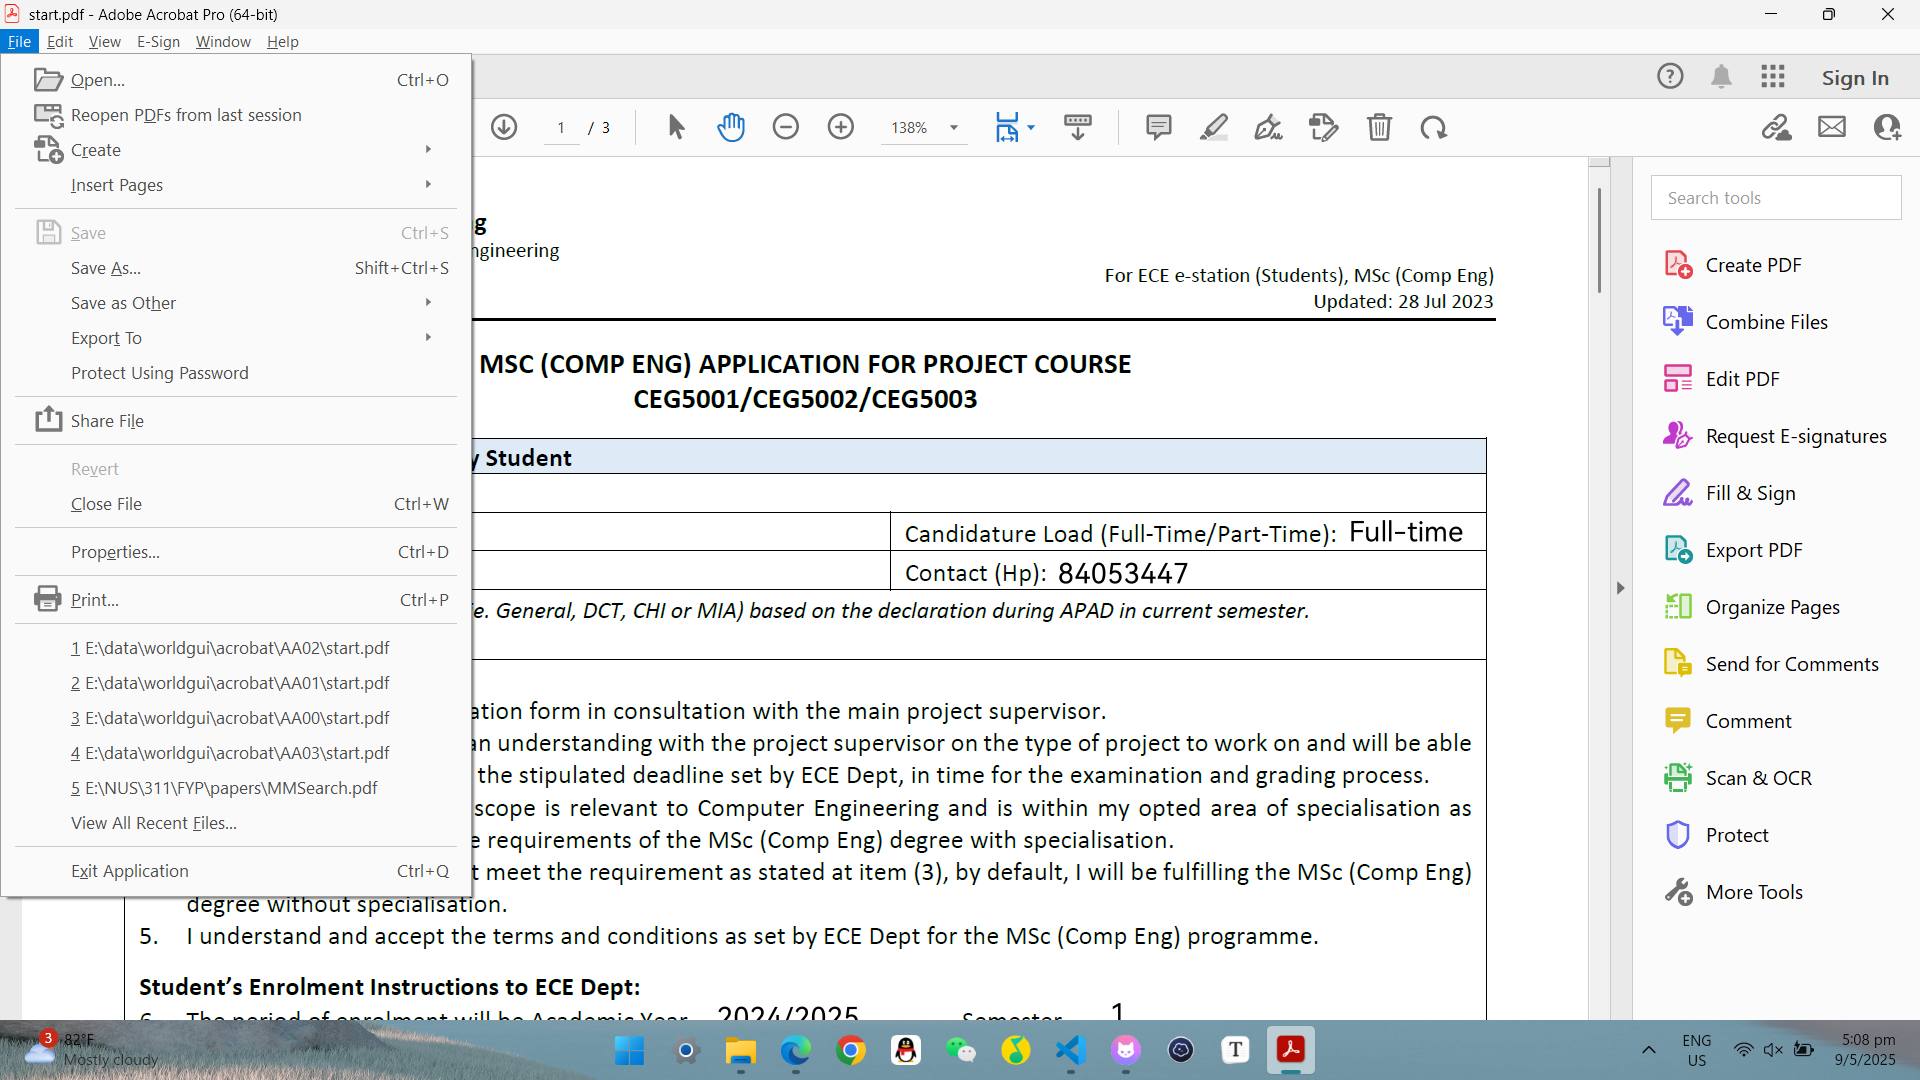 start.pdf - Adobe Acrobat Pro (64-bit)
File Edit View E-Sign Window Help
Open... Ctrl+O
Reopen PDFs from last session
Create
Insert Pages
Save Ctrl+S
Save As... Shift+Ctrl+S
Save as Other
Export To
Protect Using Password
Share File
Revert
Close File Ctrl+W
Properties... Ctrl+D
Print... Ctrl+P
1 E:\data\worldgui\acrobat\AA02\start.pdf
2 E:\data\worldgui\acrobat\AA01\start.pdf
3 E:\data\worldgui\acrobat\AA00\start.pdf
4 E:\data\worldgui\acrobat\AA03\start.pdf
5 E:\NUS\311\FYP\papers\MMSearch.pdf
View All Recent Files...
Exit Application Ctrl+Q
Sign In
1 / 3 138%
g
ngineering
For ECE e-station (Students), MSc (Comp Eng)
Updated: 28 Jul 2023
MSC (COMP ENG) APPLICATION FOR PROJECT COURSE
CEG5001/CEG5002/CEG5003
y Student
Candidature Load (Full-Time/Part-Time): Full-time
Contact (Hp): 84053447
e. General, DCT, CHI or MIA) based on the declaration during APAD in current semester.
ation form in consultation with the main project supervisor.
an understanding with the project supervisor on the type of project to work on and will be able
the stipulated deadline set by ECE Dept, in time for the examination and grading process.
scope is relevant to Computer Engineering and is within my opted area of specialisation as
e requirements of the MSc (Comp Eng) degree with specialisation.
t meet the requirement as stated at item (3), by default, I will be fulfilling the MSc (Comp Eng)
degree without specialisation.
5. I understand and accept the terms and conditions as set by ECE Dept for the MSc (Comp Eng) programme.
Student's Enrolment Instructions to ECE Dept:
6. The period of enrolment will be Academic Year 2024/2025 Semester 1
Search tools
Create PDF
Combine Files
Edit PDF
Request E-signatures
Fill & Sign
Export PDF
Organize Pages
Send for Comments
Comment
Scan & OCR
Protect
More Tools
3
82°F
Mostly cloudy
T
ENG
US
5:08 pm
9/5/2025